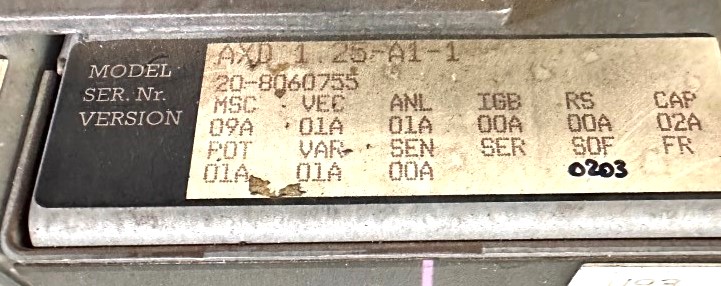 MODEL AXD 1.25-A1-1
SER. Nr. 20-8060755
VERSION MSC VEC ANL IGB RS CAP
09A 01A 01A 00A 00A 02A
POT VAR SEN SER SOF FR
01A 01A 00A 0203